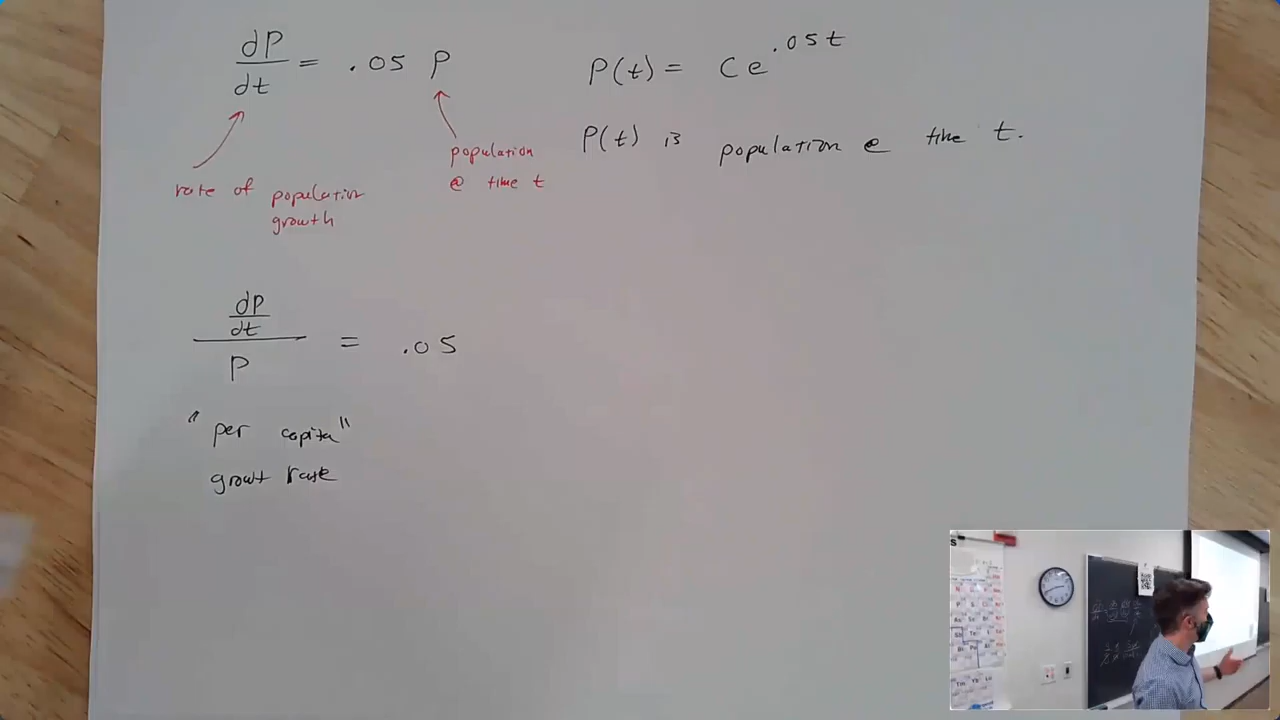 dP/dt = .05 P
rate of population
growth
population
@ time t
P(t) = Ce^.05t
P(t) is population @ time t.
dP/dt / P = .05
"per capita"
growt rate